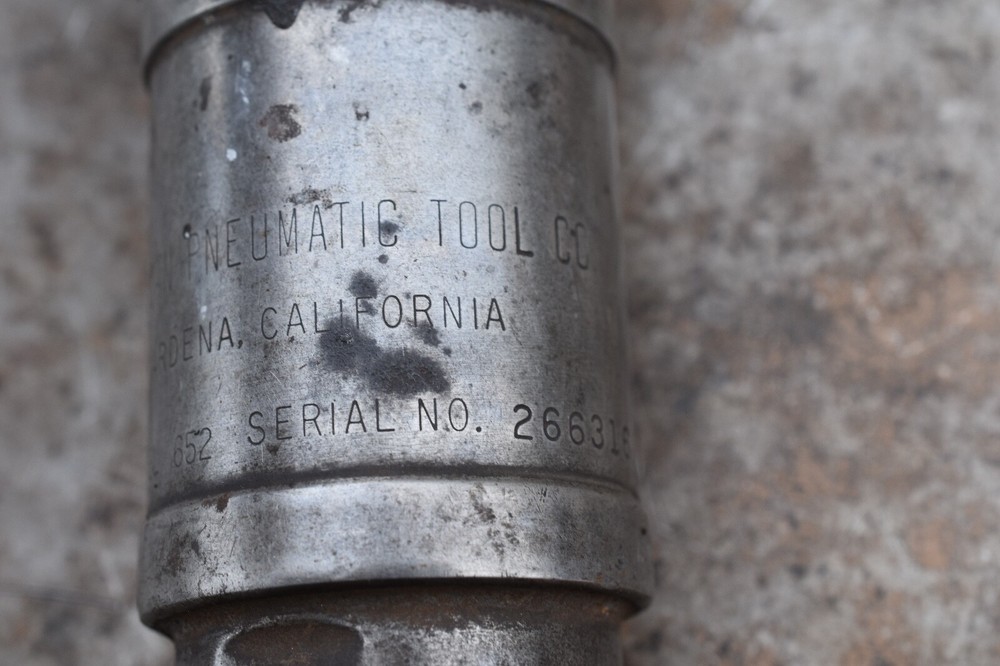 PNEUMATIC TOOL CO
RDENA, CALIFORNIA
852 SERIAL NO. 26631